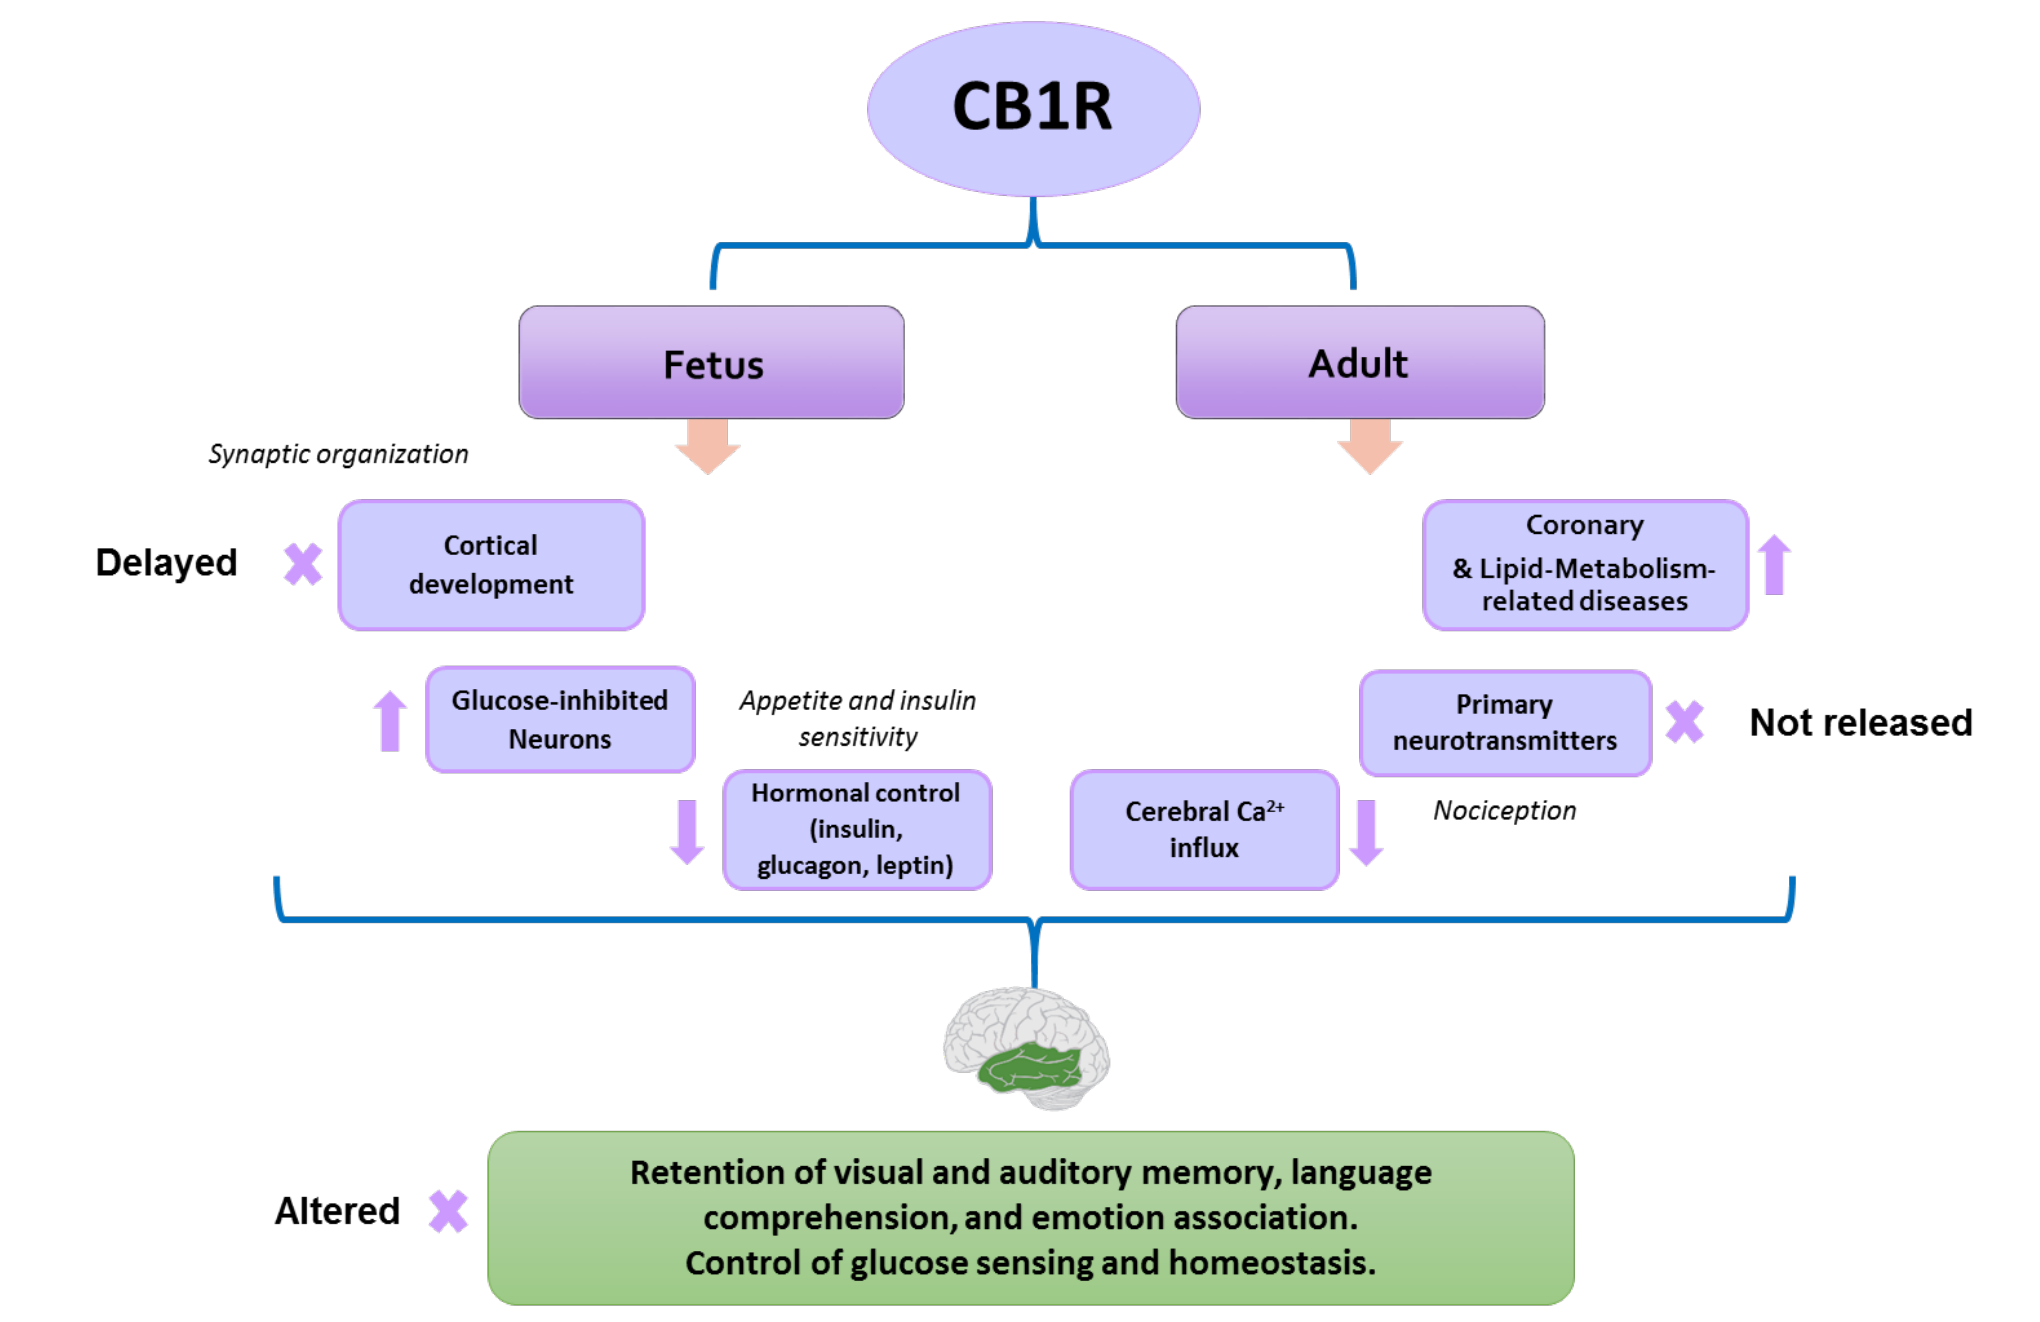 CB1R
Fetus
Adult
Synaptic organization
Delayed
Cortical
development
Coronary
& Lipid-Metabolism-
related diseases
Glucose-inhibited
Neurons
Appetite and insulin
sensitivity
Hormonal control
(insulin,
glucagon, leptin)
Primary
neurotransmitters
Not released
Cerebral Ca²⁺
influx
Nociception
Altered
Retention of visual and auditory memory, language
comprehension, and emotion association.
Control of glucose sensing and homeostasis.